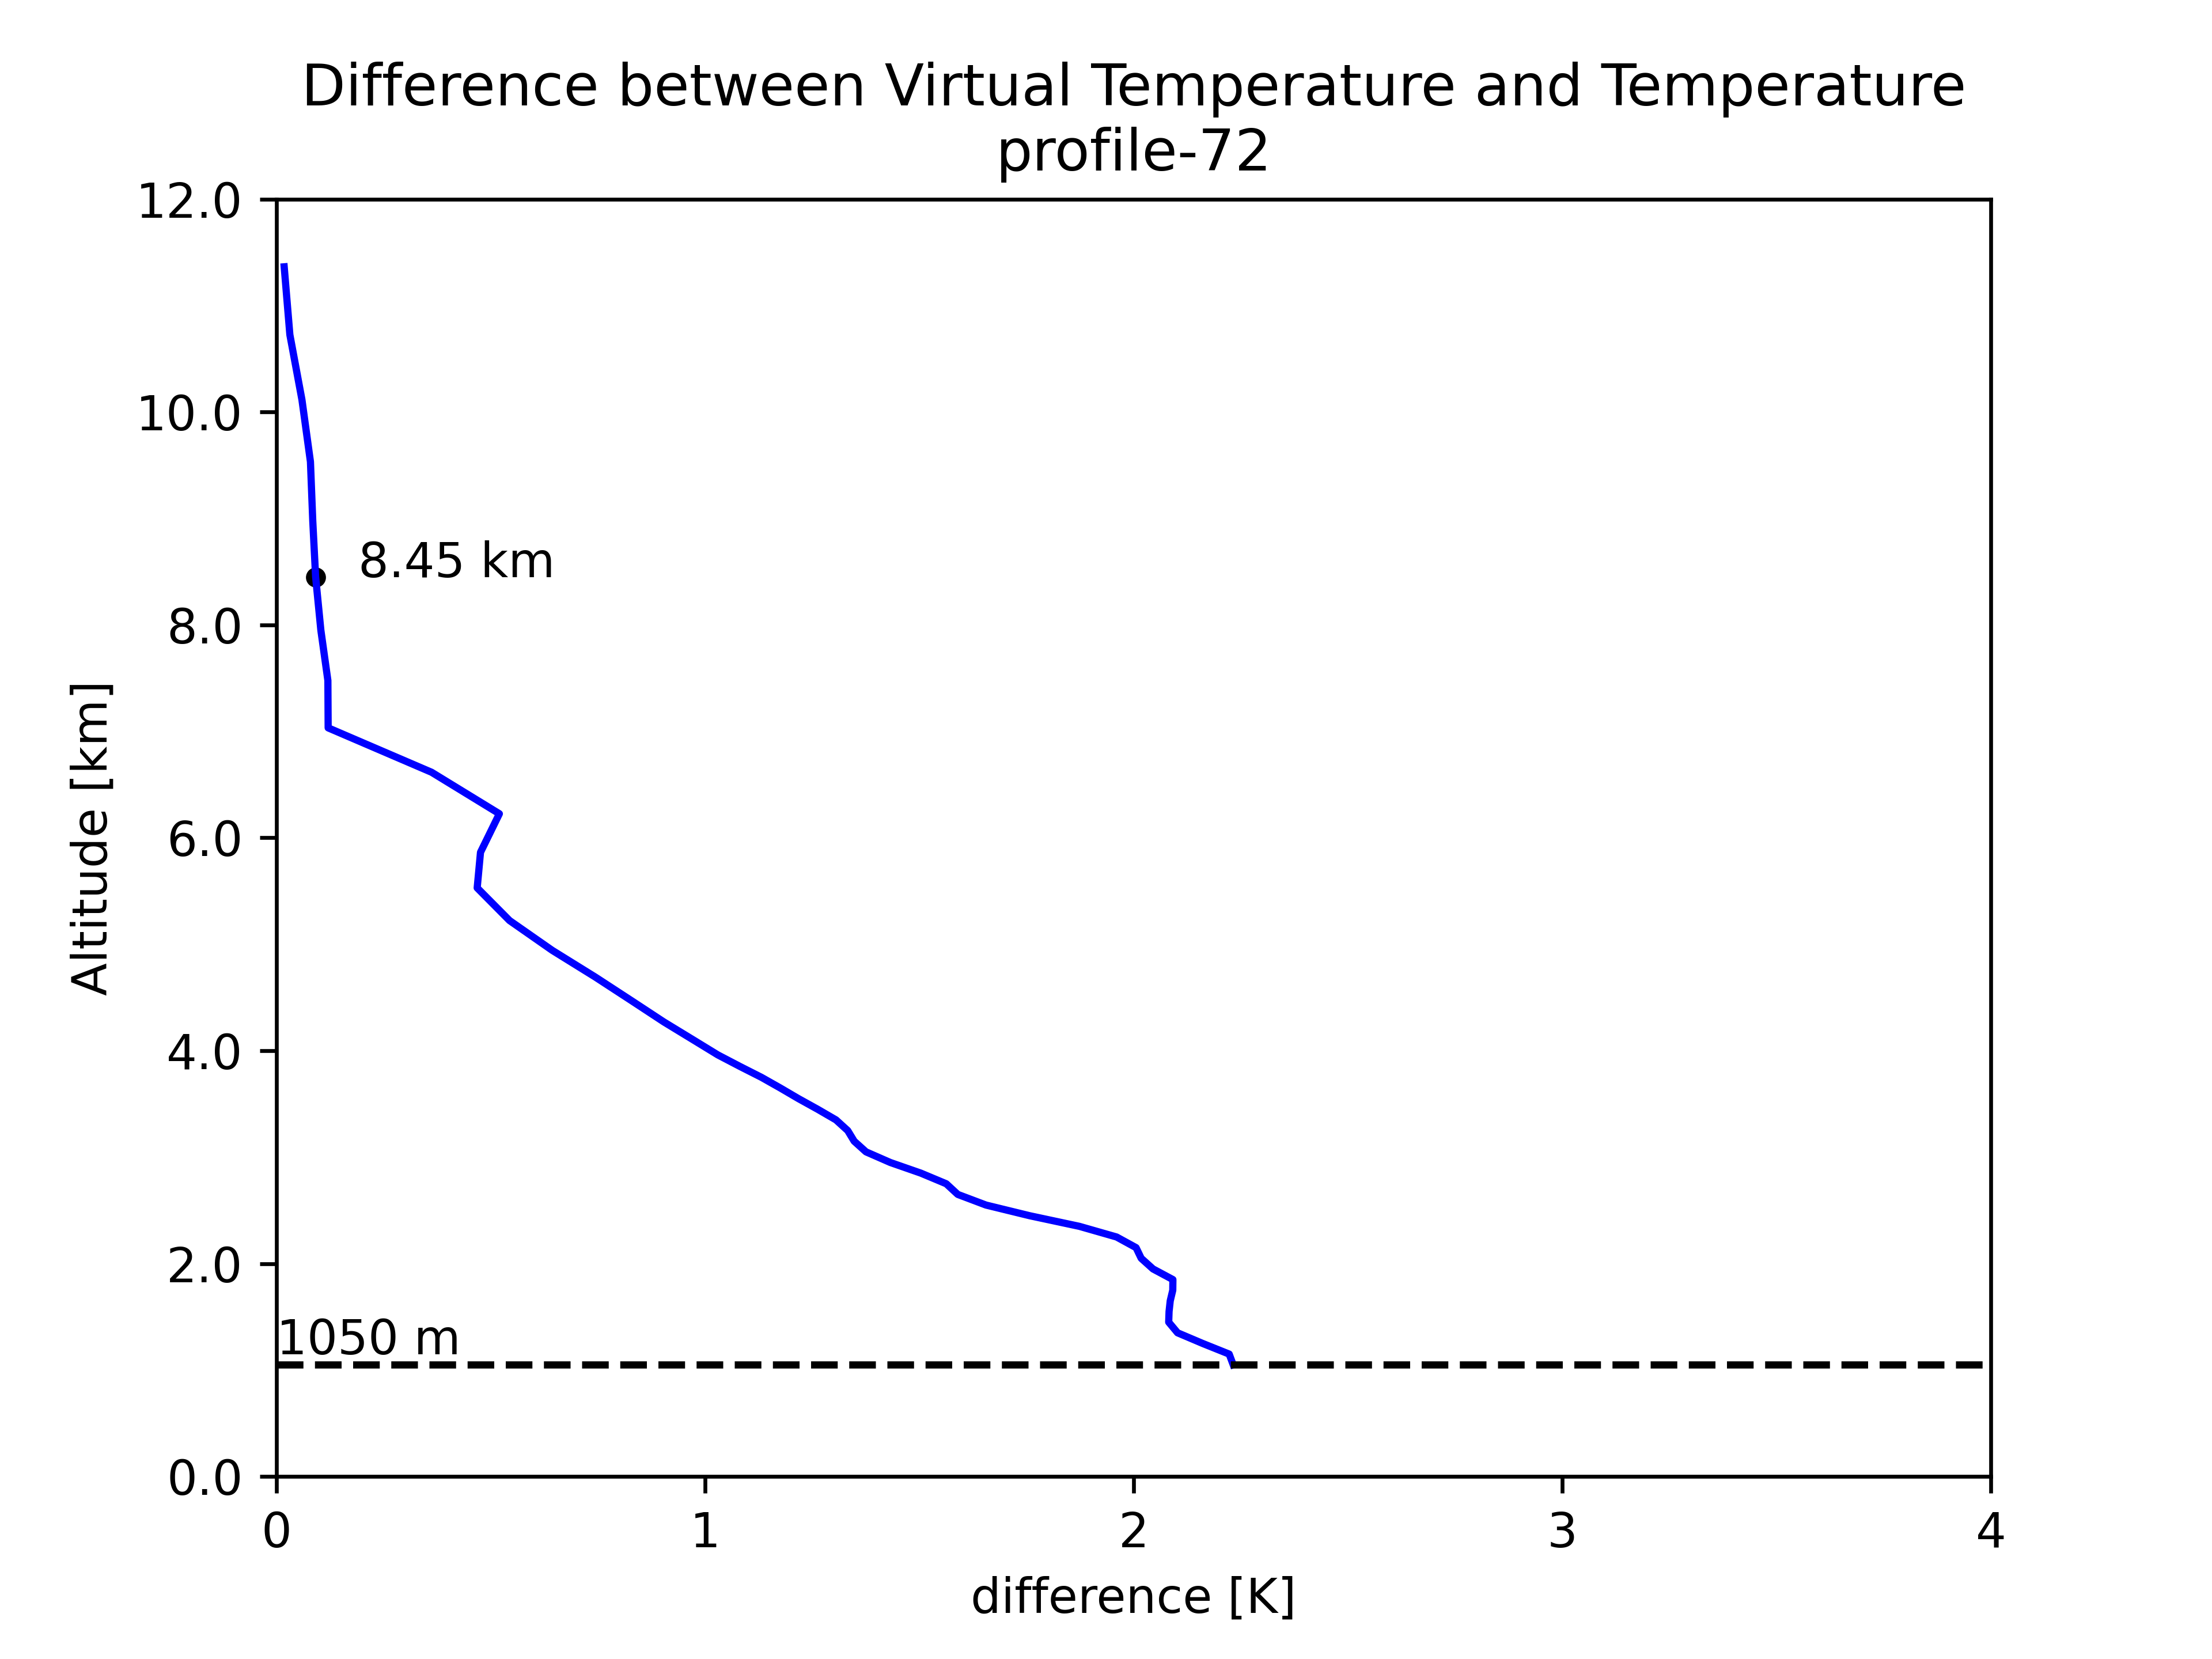 Difference between Virtual Temperature and Temperature
profile-72
12.0
10.0
8.0
6.0
4.0
2.0
0.0
Altitude [km]
8.45 km
1050 m
0 1 2 3 4
difference [K]